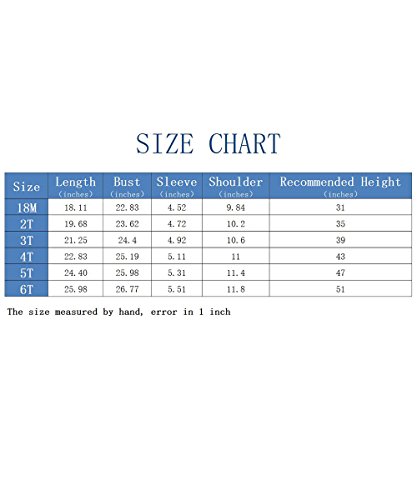 SIZE CHART
Size Length (inches) Bust (inches) Sleeve (inches) Shoulder (inches) Recommended Height (inches)
18M 18.11 22.83 4.52 9.84 31
2T 19.68 23.62 4.72 10.2 35
3T 21.25 24.4 4.92 10.6 39
4T 22.83 25.19 5.11 11 43
5T 24.40 25.98 5.31 11.4 47
6T 25.98 26.77 5.51 11.8 51
The size measured by hand, error in 1 inch